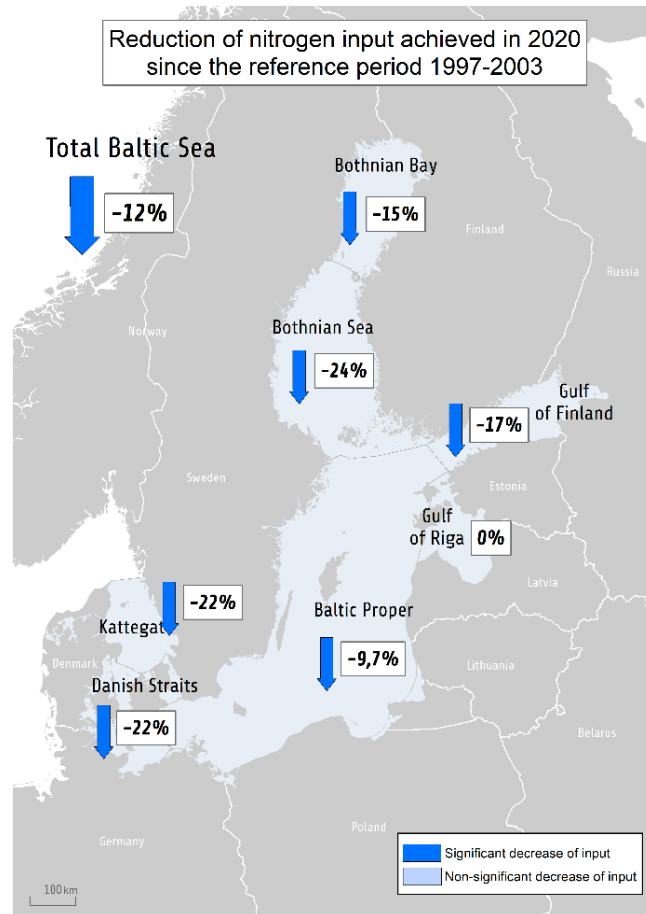 Reduction of nitrogen input achieved in 2020
since the reference period 1997-2003
Total Baltic Sea
-12%
Bothnian Bay
-15%
Finland
Russia
Norway
Bothnian Sea
-24%
Gulf
of Finland
-17%
Sweden
Estonia
Gulf
of Riga
0%
Latvia
-22%
Kattegat
Baltic Proper
-9,7%
Denmark
Lithuania
Danish Straits
-22%
Belarus
Germany
Poland
Significant decrease of input
Non-significant decrease of input
100km